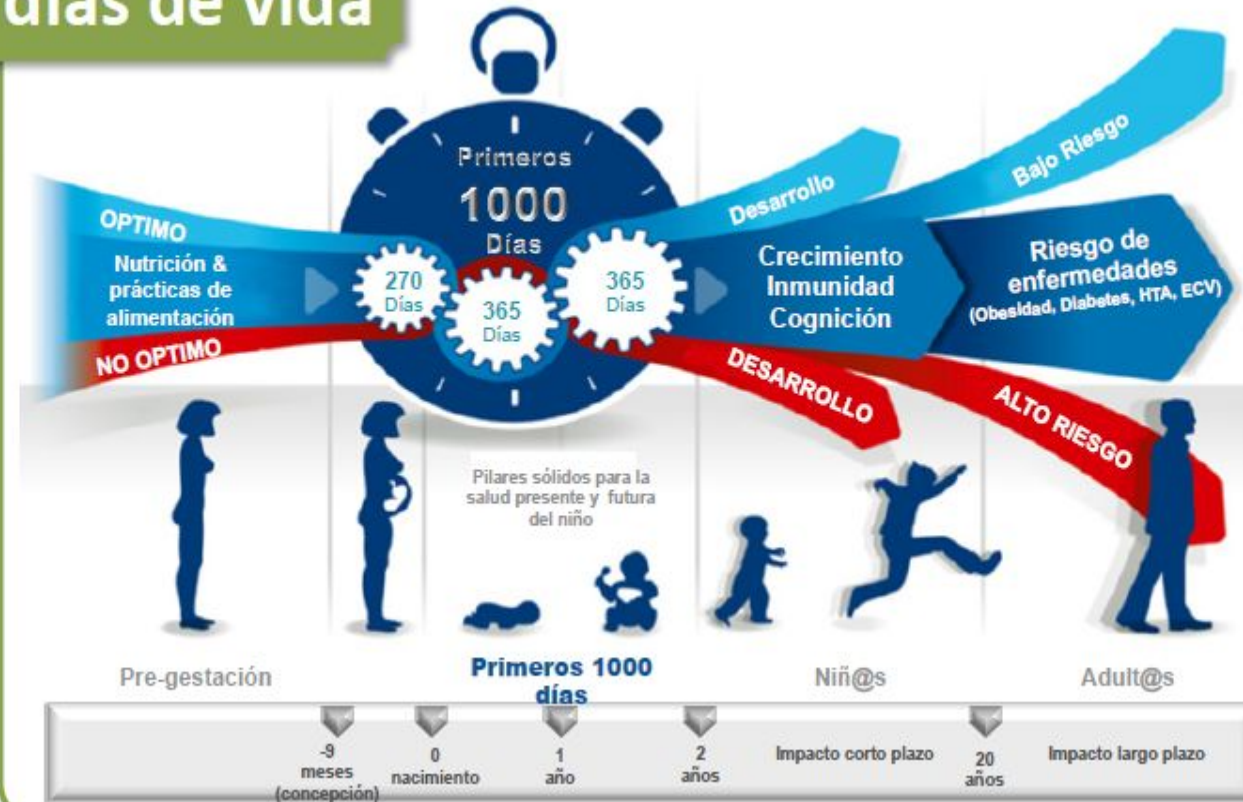 días de vida
Primeros
1000
Días
OPTIMO
Nutrición &
prácticas de
alimentación
NO OPTIMO
270
Días
365
Días
365
Días
Desarrollo
Crecimiento
Inmunidad
Cognición
DESARROLLO
Bajo Riesgo
Riesgo de
enfermedades
(Obesidad, Diabetes, HTA, ECV)
ALTO RIESGO
Pilares sólidos para la
salud presente y futura
del niño
Pre-gestación
Primeros 1000
días
Niñ@s
Adult@s
-9
meses
(concepción)
0
nacimiento
1
año
2
años
Impacto corto plazo
20
años
Impacto largo plazo